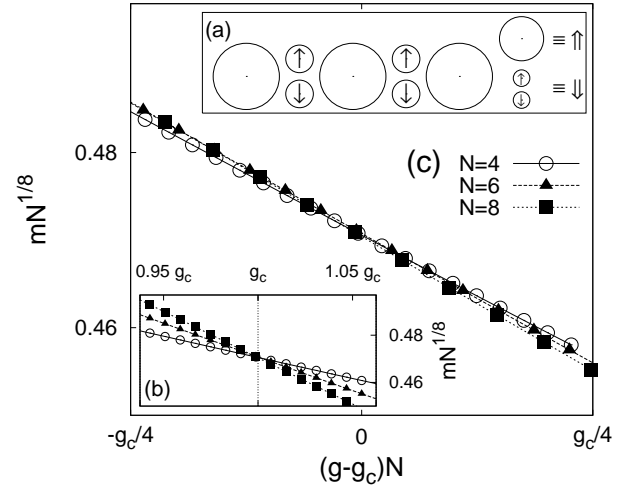 (a)
≡ ⇑
↑ ↑ ↑
↓ ↓ ↓ ≡ ⇓
(c)
N=4
N=6
N=8
0.48
0.46
mN^{1/8}
0.95 g_c g_c 1.05 g_c
0.48
0.46
mN^{1/8}
(b)
-g_c/4 0 g_c/4
(g-g_c)N